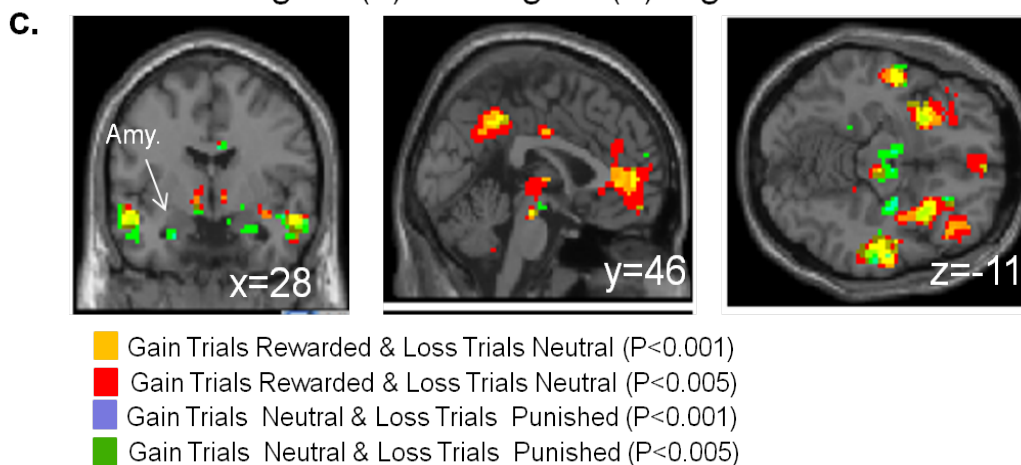 c.
Amy.
x=28
y=46
z=-11
Gain Trials Rewarded & Loss Trials Neutral (P<0.001)
Gain Trials Rewarded & Loss Trials Neutral (P<0.005)
Gain Trials Neutral & Loss Trials Punished (P<0.001)
Gain Trials Neutral & Loss Trials Punished (P<0.005)